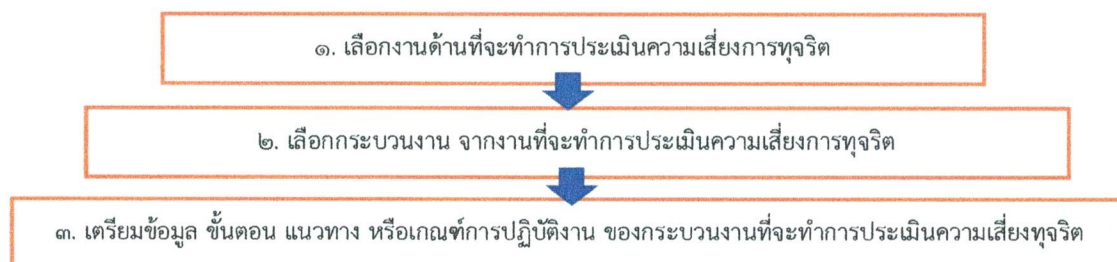 ๑. เลือกงานด้านที่จะทำการประเมินความเสี่ยงการทุจริต
๒. เลือกกระบวนงาน จากงานที่จะทำการประเมินความเสี่ยงการทุจริต
๓. เตรียมข้อมูล ขั้นตอน แนวทาง หรือเกณฑ์การปฏิบัติงาน ของกระบวนงานที่จะทำการประเมินความเสี่ยงทุจริต